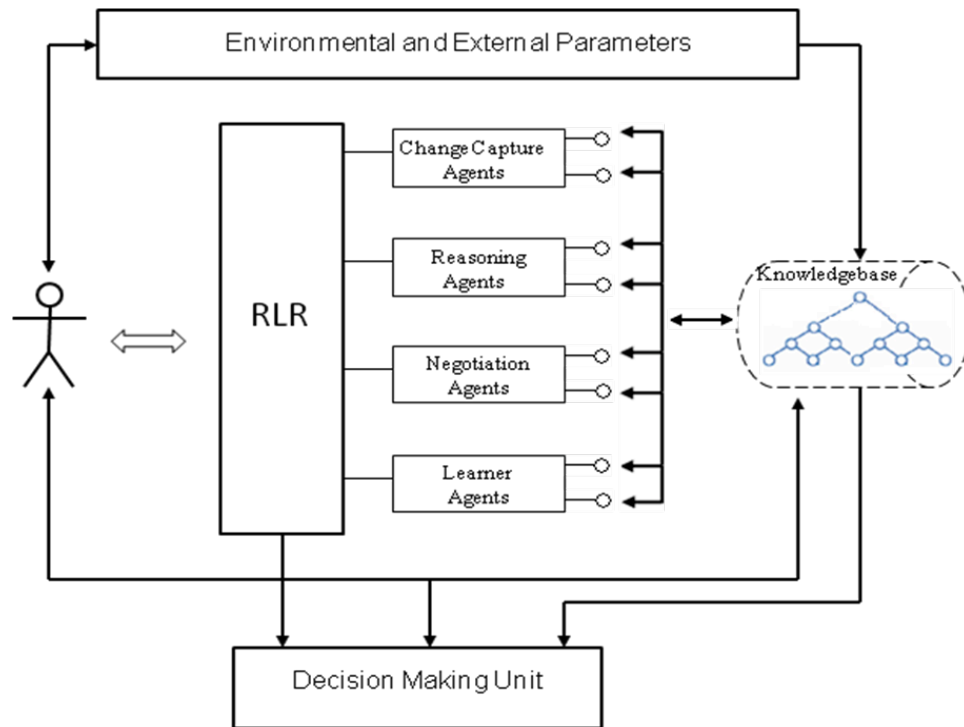 Environmental and External Parameters
RLR
Change Capture
Agents
Reasoning
Agents
Negotiation
Agents
Learner
Agents
Knowledgebase
Decision Making Unit